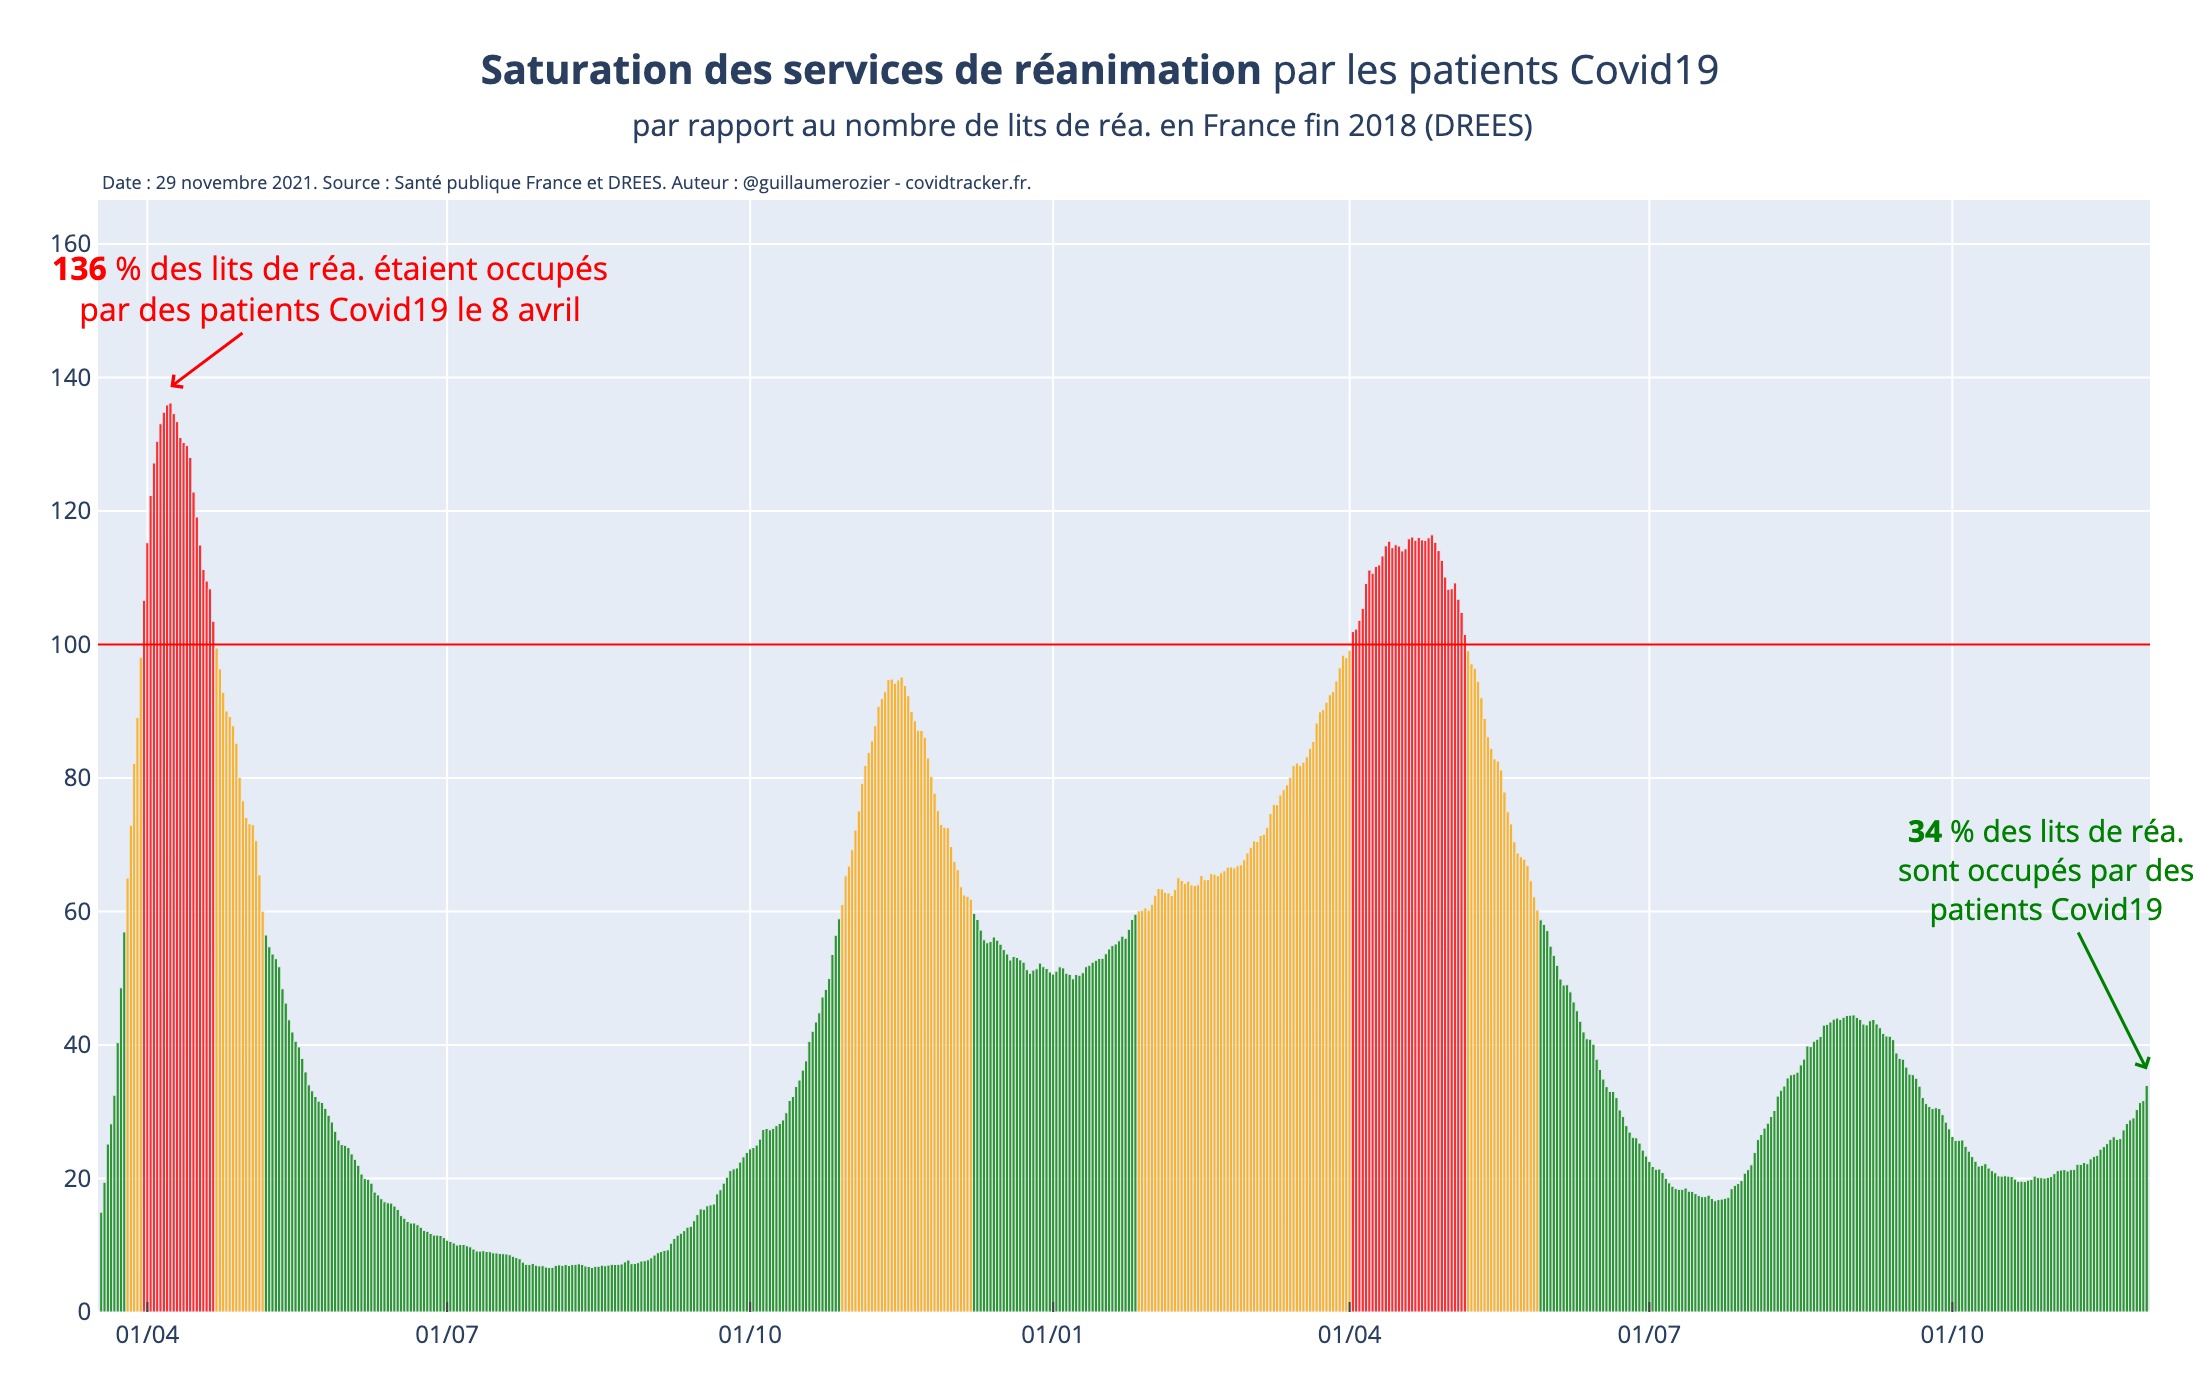 Saturation des services de réanimation par les patients Covid19
par rapport au nombre de lits de réa. en France fin 2018 (DREES)
Date : 29 novembre 2021. Source : Santé publique France et DREES. Auteur : @guillaumerozier - covidtracker.fr.
160
136 % des lits de réa. étaient occupés
par des patients Covid19 le 8 avril
140
120
100
80
34 % des lits de réa.
sont occupés par des
patients Covid19
60
40
20
0
01/04 01/07 01/10 01/01 01/04 01/07 01/10